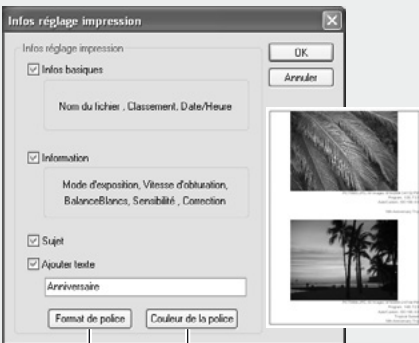 Infos réglage impression
Infos réglage impression
OK
Annuler
Infos basiques
Nom du fichier , Classement, Date/Heure
Information
Mode d'exposition, Vitesse d'obturation,
BalanceBlancs, Sensibilité , Correction
Sujet
Ajouter texte
Anniversaire
Format de police
Couleur de la police